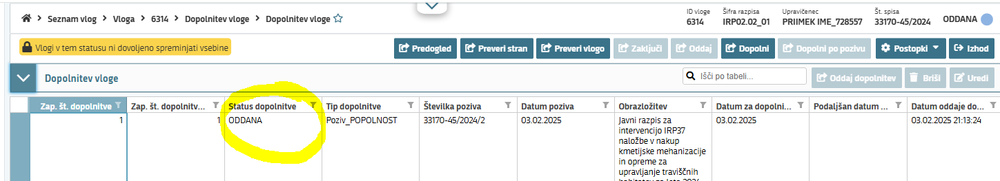 Seznam vlog > Vloga > 6314 > Dopolnitev vloge > Dopolnitev vloge
ID vloge
6314
Šifra razpisa
IRP02.02_01
Upravičenec
PRIIMEK IME_728557
Št. spisa
33170-45/2024
ODDANA
Vlogi v tem statusu ni dovoljeno spreminjati vsebine
Predogled
Preveri stran
Preveri vlogo
Zaključi
Oddaj
Dopolni
Dopolni po pozivu
Postopki
Izhod
Dopolnitev vloge
Išči po tabeli...
Oddaj dopolnitev
Briši
Uredi
Zap. št. dopolnitve
Zap. št. dopolnitv...
Status dopolnitve
Tip dopolnitve
Številka poziva
Datum poziva
Obrazložitev
Datum za dopolni...
Podaljšan datum ...
Datum oddaje do...
1
1
ODDANA
Poziv_POPOLNOST
33170-45/2024/2
03.02.2025
Javni razpis za
intervencijo IRP37
naložbe v nakup
kmetijske mehanizacije
in opreme za
upravljanje traviščnih
03.02.2025
03.02.2025 21:13:24